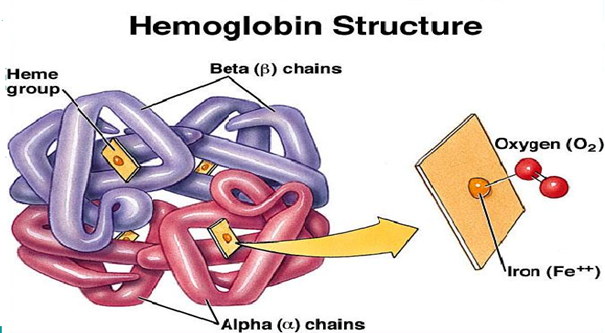 Hemoglobin Structure
Heme
group
Beta (β) chains
Oxygen (O₂)
Iron (Fe⁺⁺)
Alpha (α) chains